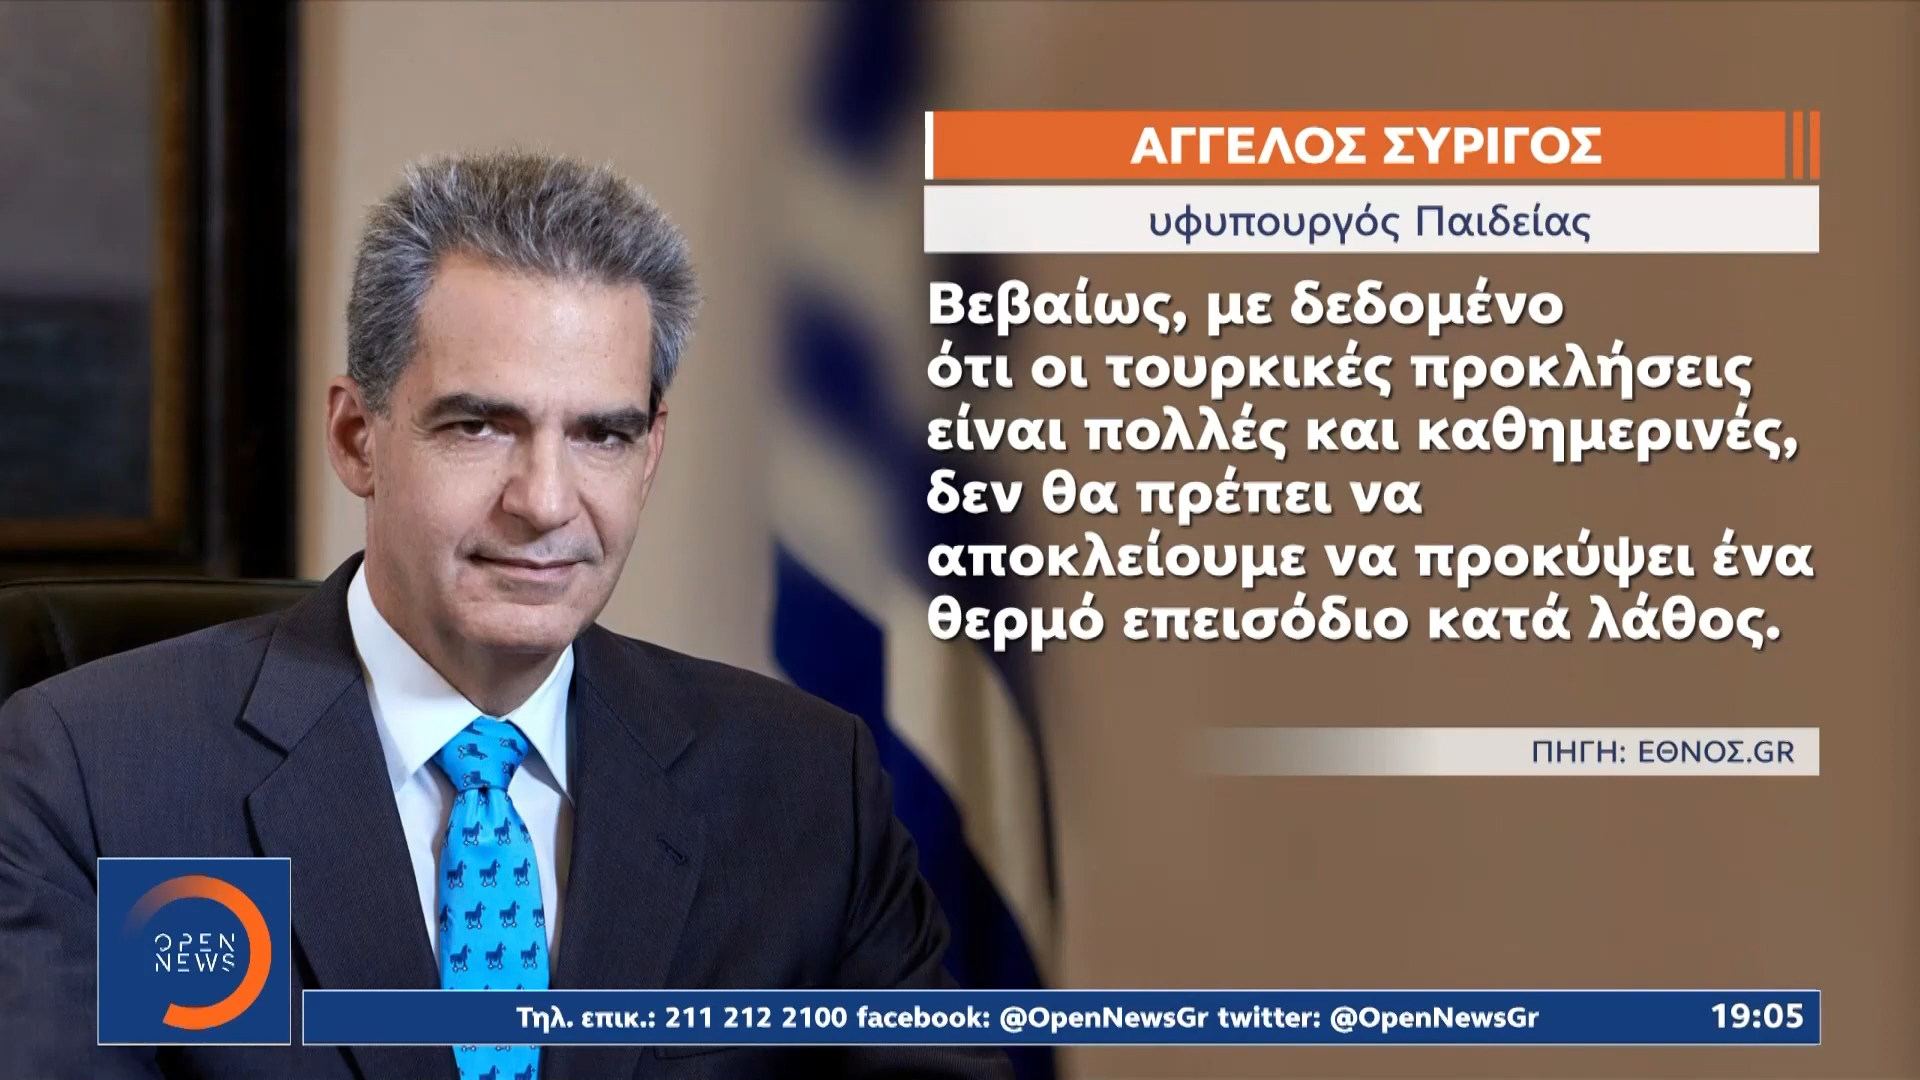 ΑΓΓΕΛΟΣ ΣΥΡΙΓΟΣ
υφυπουργός Παιδείας
Βεβαίως, με δεδομένο
ότι οι τουρκικές προκλήσεις
είναι πολλές και καθημερινές,
δεν θα πρέπει να
αποκλείουμε να προκύψει ένα
θερμό επεισόδιο κατά λάθος.
ΠΗΓΗ: ΕΘΝΟΣ.GR
OPEN
NEWS
Τηλ. επικ.: 211 212 2100 facebook: @OpenNewsGr twitter: @OpenNewsGr
19:05